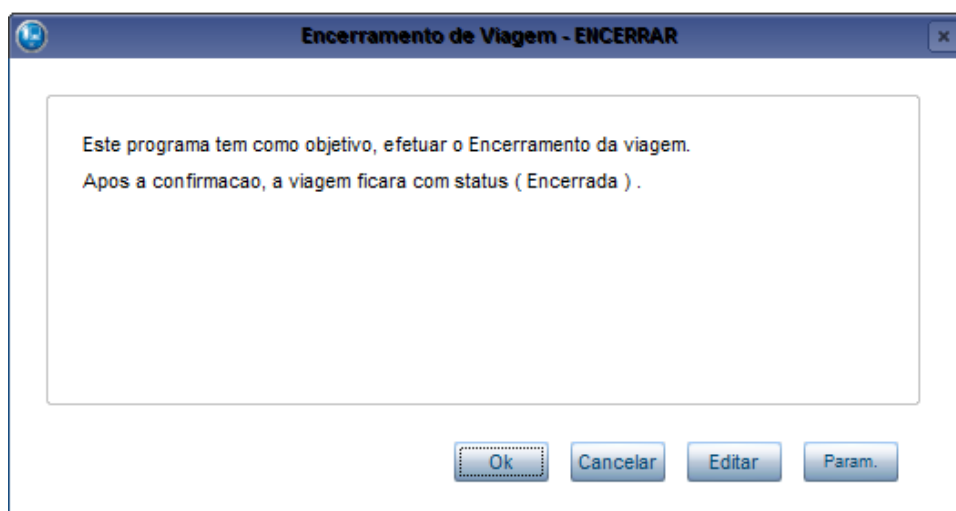 Encerramento de Viagem - ENCERRAR
Este programa tem como objetivo, efetuar o Encerramento da viagem.
Apos a confirmacao, a viagem ficara com status ( Encerrada ) .
Ok
Cancelar
Editar
Param.